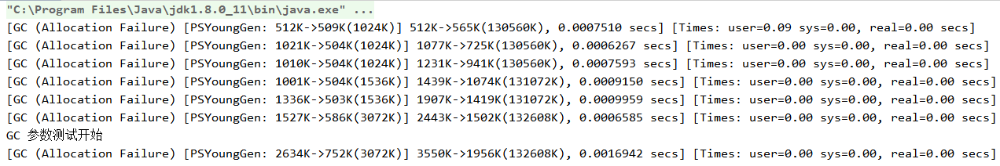 "C:\Program Files\Java\jdk1.8.0_11\bin\java.exe" ...
[GC (Allocation Failure) [PSYoungGen: 512K->509K(1024K)] 512K->565K(130560K), 0.0007510 secs] [Times: user=0.09 sys=0.00, real=0.00 secs]
[GC (Allocation Failure) [PSYoungGen: 1021K->504K(1024K)] 1077K->725K(130560K), 0.0006267 secs] [Times: user=0.00 sys=0.00, real=0.00 secs]
[GC (Allocation Failure) [PSYoungGen: 1010K->504K(1024K)] 1231K->941K(130560K), 0.0007593 secs] [Times: user=0.00 sys=0.00, real=0.00 secs]
[GC (Allocation Failure) [PSYoungGen: 1001K->504K(1536K)] 1439K->1074K(131072K), 0.0009150 secs] [Times: user=0.00 sys=0.00, real=0.00 secs]
[GC (Allocation Failure) [PSYoungGen: 1336K->503K(1536K)] 1907K->1419K(131072K), 0.0009959 secs] [Times: user=0.00 sys=0.00, real=0.00 secs]
[GC (Allocation Failure) [PSYoungGen: 1527K->586K(3072K)] 2443K->1502K(132608K), 0.0006585 secs] [Times: user=0.00 sys=0.00, real=0.00 secs]
GC 参数测试开始
[GC (Allocation Failure) [PSYoungGen: 2634K->752K(3072K)] 3550K->1956K(132608K), 0.0016942 secs] [Times: user=0.00 sys=0.00, real=0.00 secs]